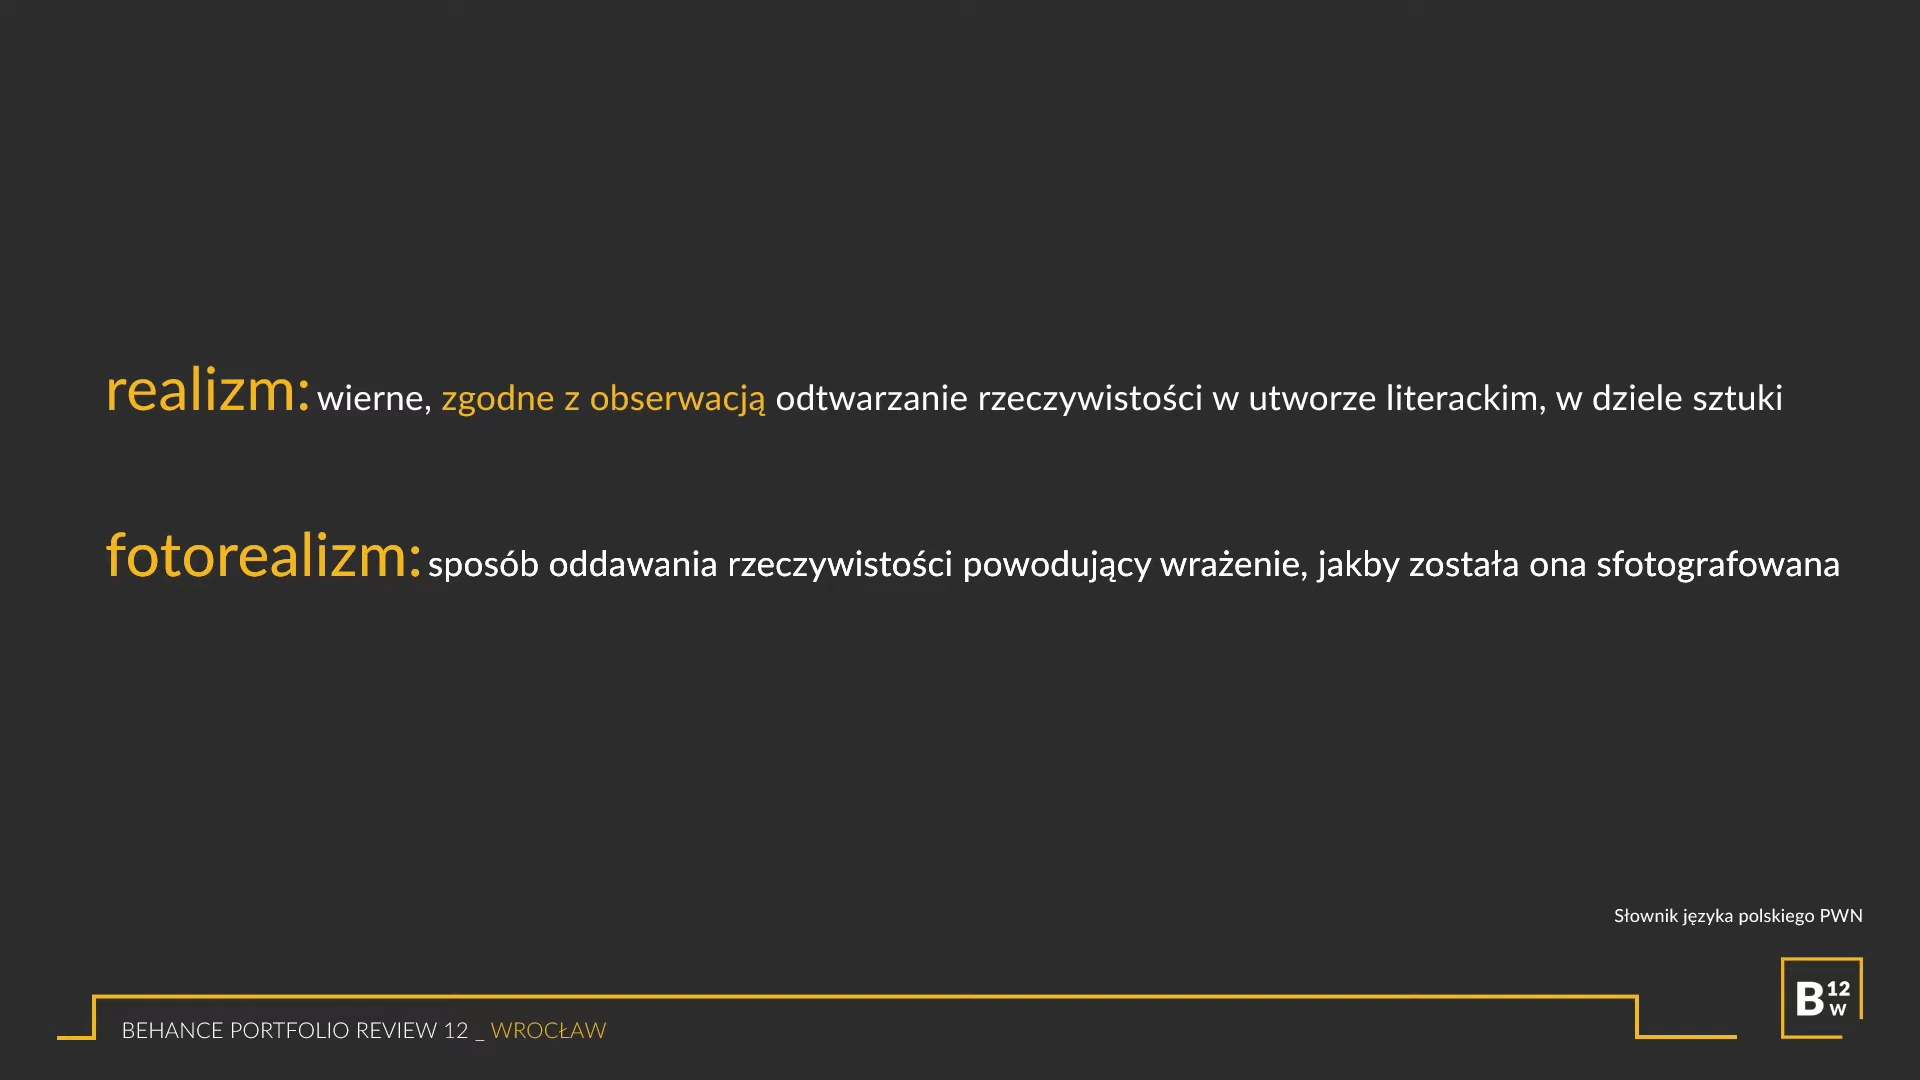 realizm: wierne, zgodne z obserwacją odtwarzanie rzeczywistości w utworze literackim, w dziele sztuki
fotorealizm: sposób oddawania rzeczywistości powodujący wrażenie, jakby została ona sfotografowana
Słownik języka polskiego PWN
BEHANCE PORTFOLIO REVIEW 12 _ WROCŁAW
B 12 W